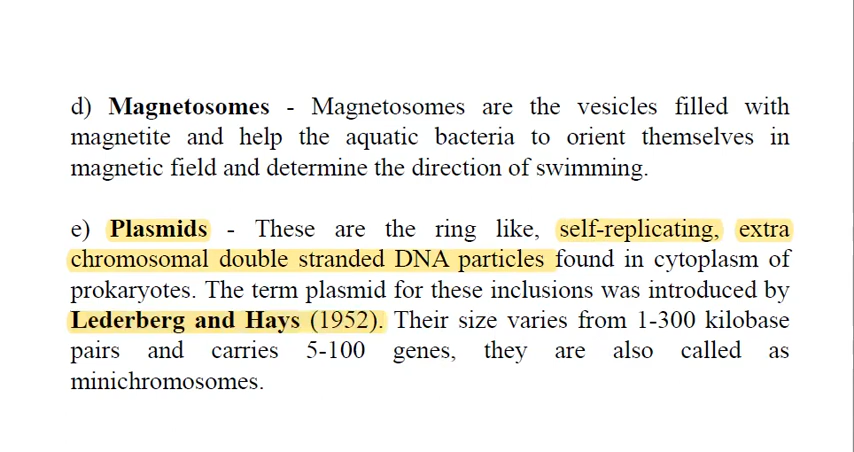 d) Magnetosomes - Magnetosomes are the vesicles filled with
magnetite and help the aquatic bacteria to orient themselves in
magnetic field and determine the direction of swimming.
e) Plasmids - These are the ring like, self-replicating, extra
chromosomal double stranded DNA particles found in cytoplasm of
prokaryotes. The term plasmid for these inclusions was introduced by
Lederberg and Hays (1952). Their size varies from 1-300 kilobase
pairs and carries 5-100 genes, they are also called as
minichromosomes.